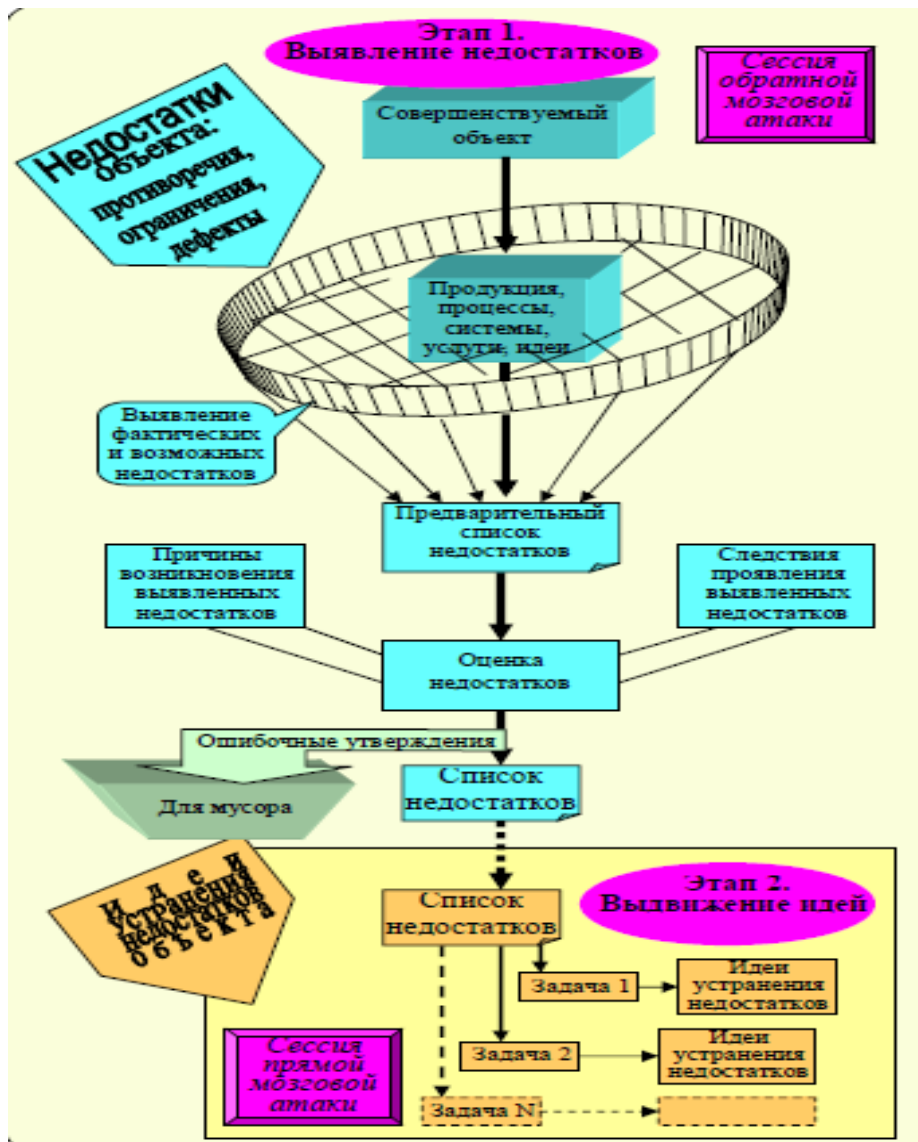 Этап 1.
Выявление недостатков
Сессия
обратной
мозговой
атаки
Недостатки
объекта:
противоречия,
ограничения,
дефекты
Совершенствуемый
объект
Продукция,
процессы,
системы,
услуги, идеи
Выявление
фактических
и возможных
недостатков
Предварительный
список
недостатков
Причины
возникновения
выявленных
недостатков
Следствия
проявления
выявленных
недостатков
Оценка
недостатков
Ошибочные утверждения
Для мусора
Список
недостатков
Идеи
устранения
недостатков
объекта
Этап 2.
Выдвижение идей
Список
недостатков
Задача 1
Идеи
устранения
недостатков
Задача 2
Идеи
устранения
недостатков
Сессия
прямой
мозговой
атаки
Задача N